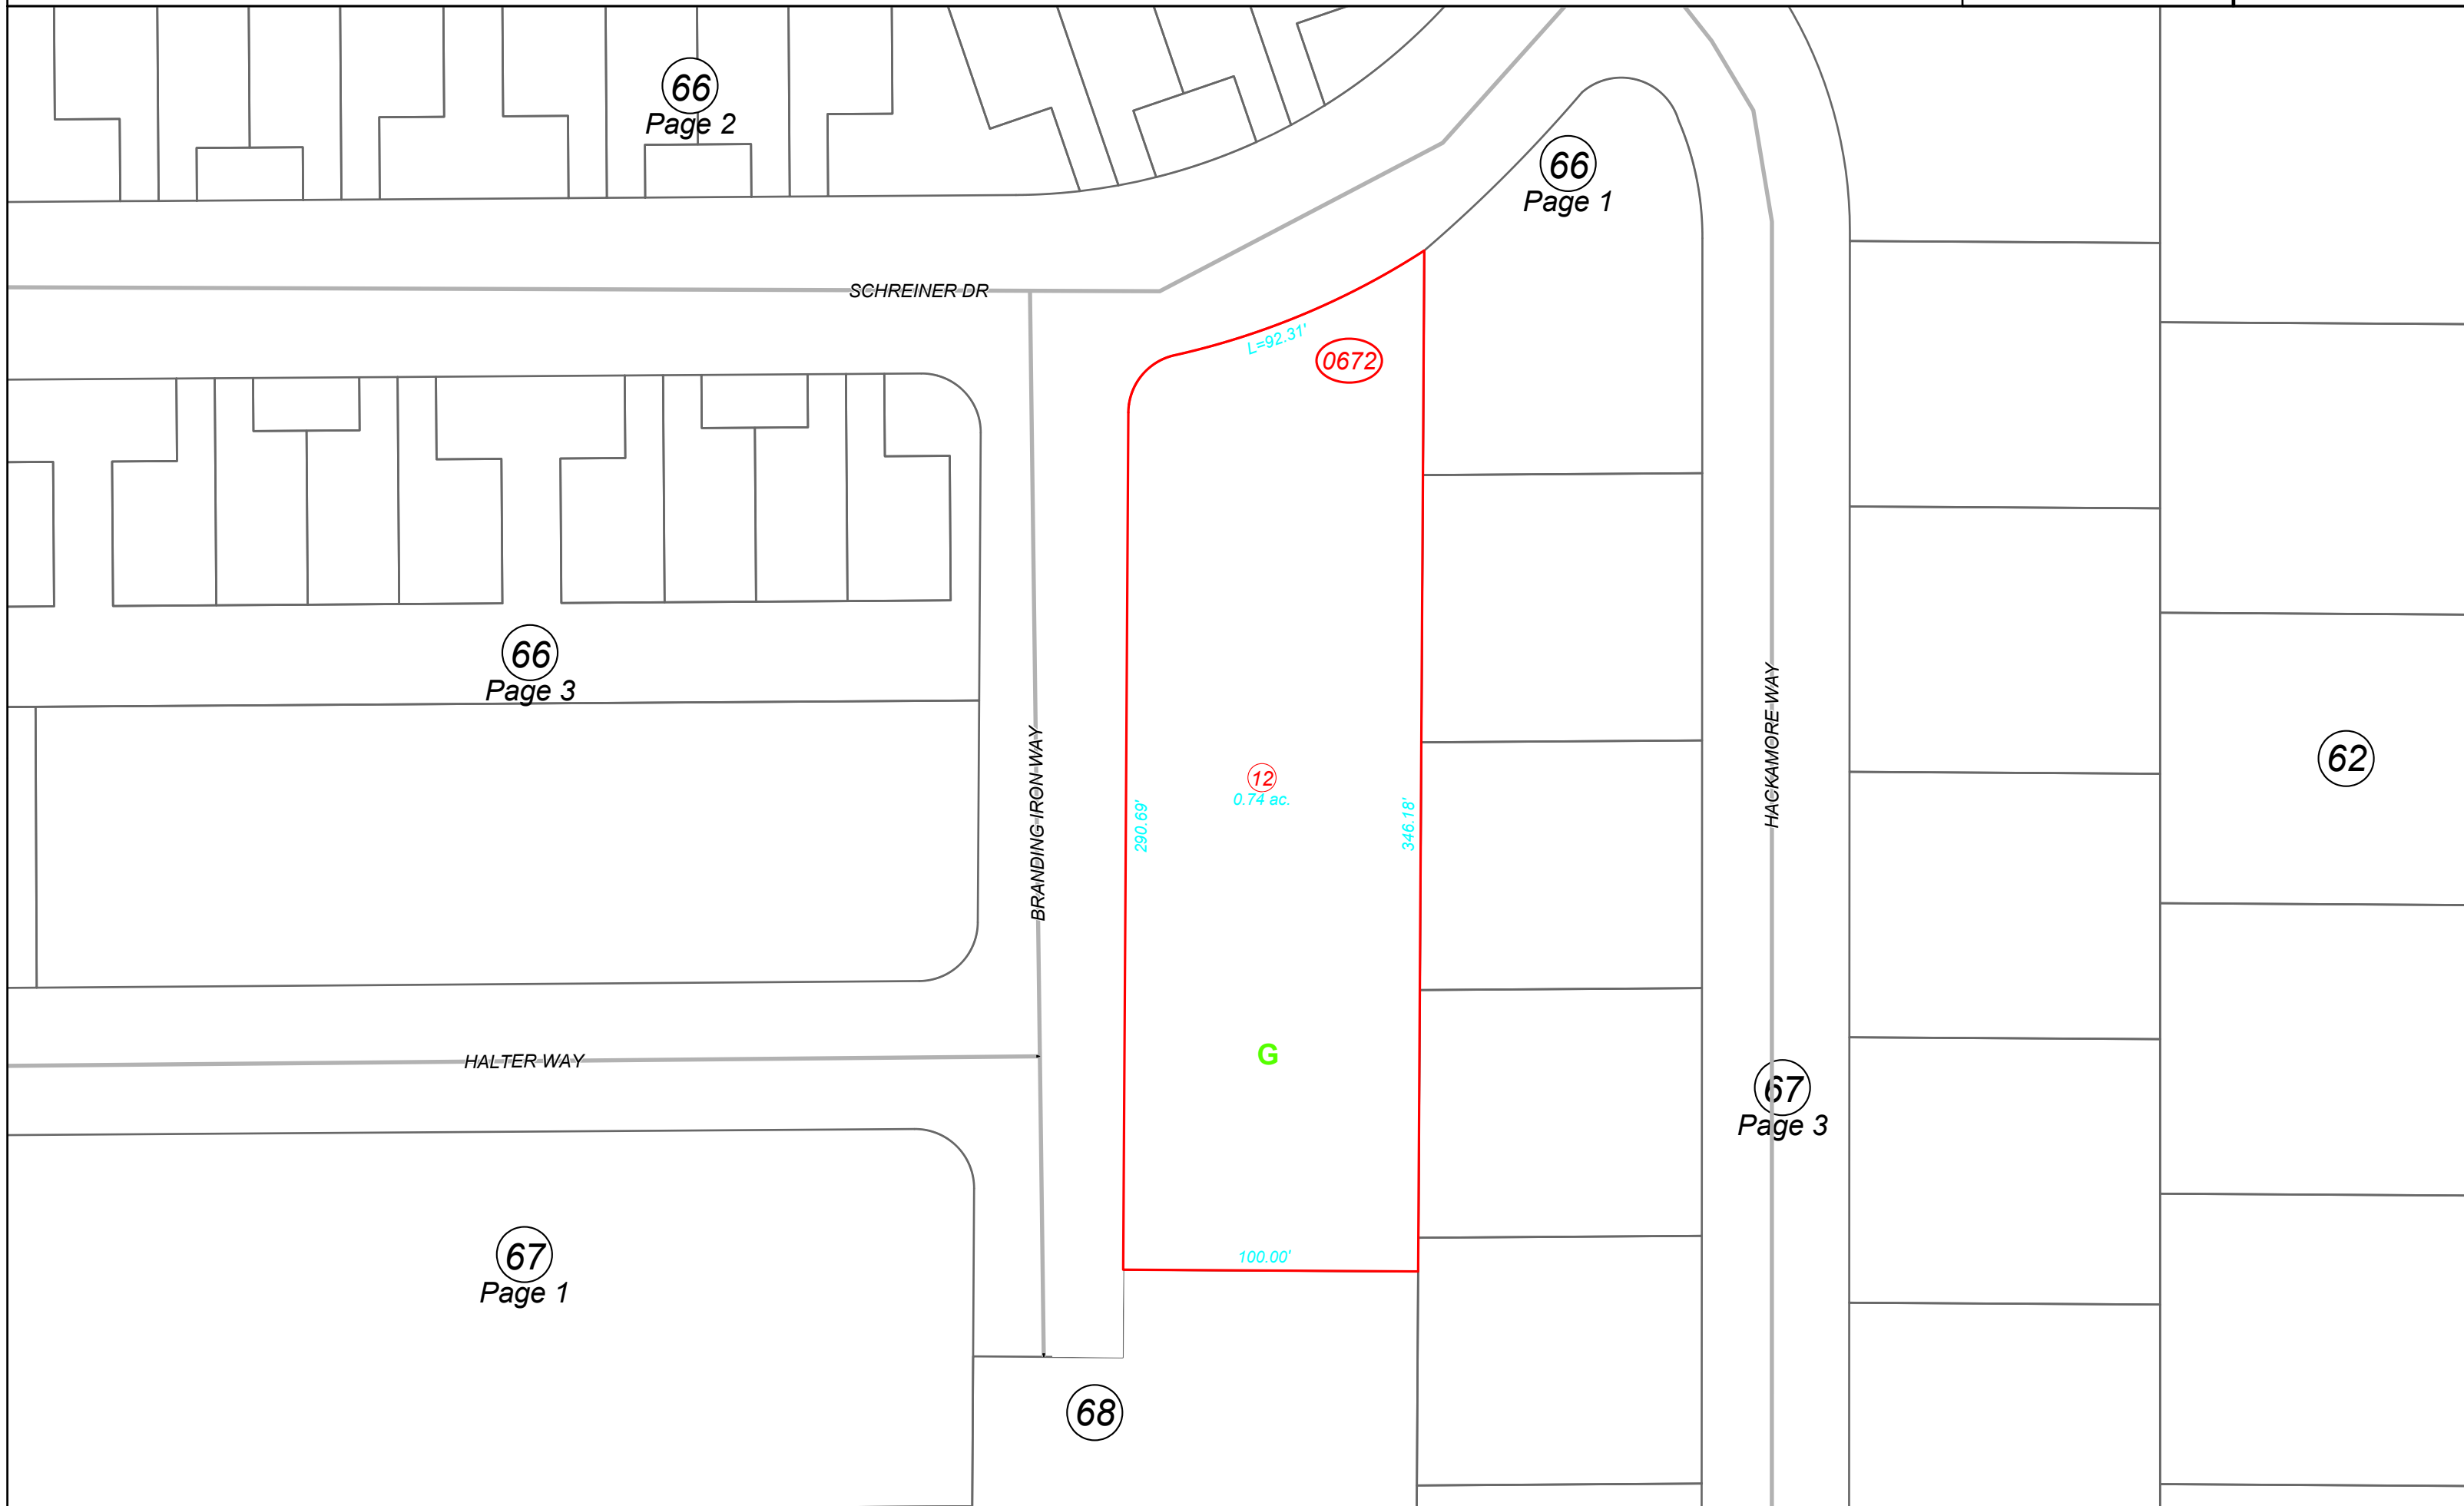 66
Page 2
66
Page 1
SCHREINER DR
L=92.31'
0672
66
Page 3
BRANDING IRON WAY
HACKAMORE WAY
62
12
0.74 ac.
290.69'
346.18'
G
HALTER WAY
67
Page 3
67
Page 1
100.00'
68